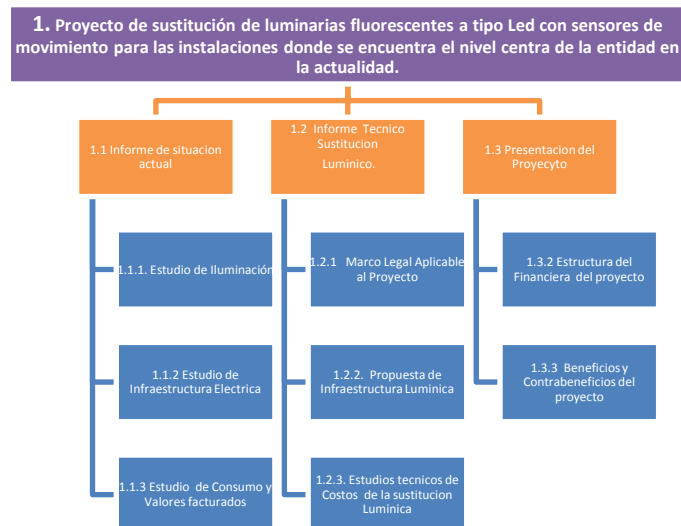 1. Proyecto de sustitución de luminarias fluorescentes a tipo Led con sensores de
movimiento para las instalaciones donde se encuentra el nivel centra de la entidad en
la actualidad.
1.1 Informe de situacion
actual
1.2 Informe Tecnico
Sustitucion
Luminico.
1.3 Presentacion del
Proyecyto
1.1.1. Estudio de Iluminación
1.2.1 Marco Legal Aplicable
al Proyecto
1.3.2 Estructura del
Financiera del proyecto
1.1.2 Estudio de
Infraestructura Electrica
1.2.2. Propuesta de
Infraestructura Luminica
1.3.3 Beneficios y
Contrabeneficios del
proyecto
1.1.3 Estudio de Consumo y
Valores facturados
1.2.3. Estudios tecnicos de
Costos de la sustitucion
Luminica